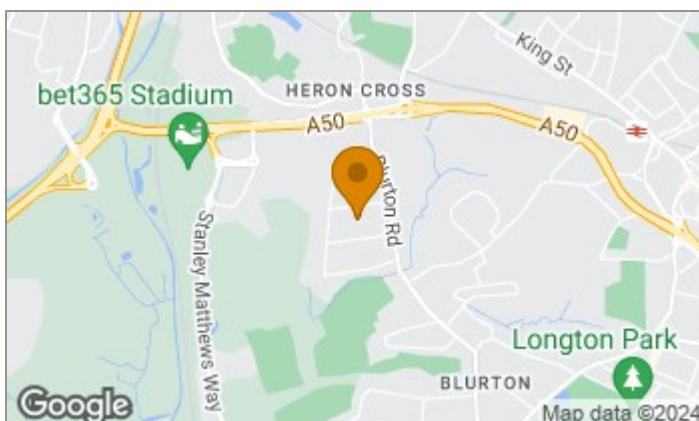 King St
HERON CROSS
bet365 Stadium
A50
A50
Blurton Rd
Stanley Matthews Way
Longton Park
BLURTON
Google
Map data ©2024